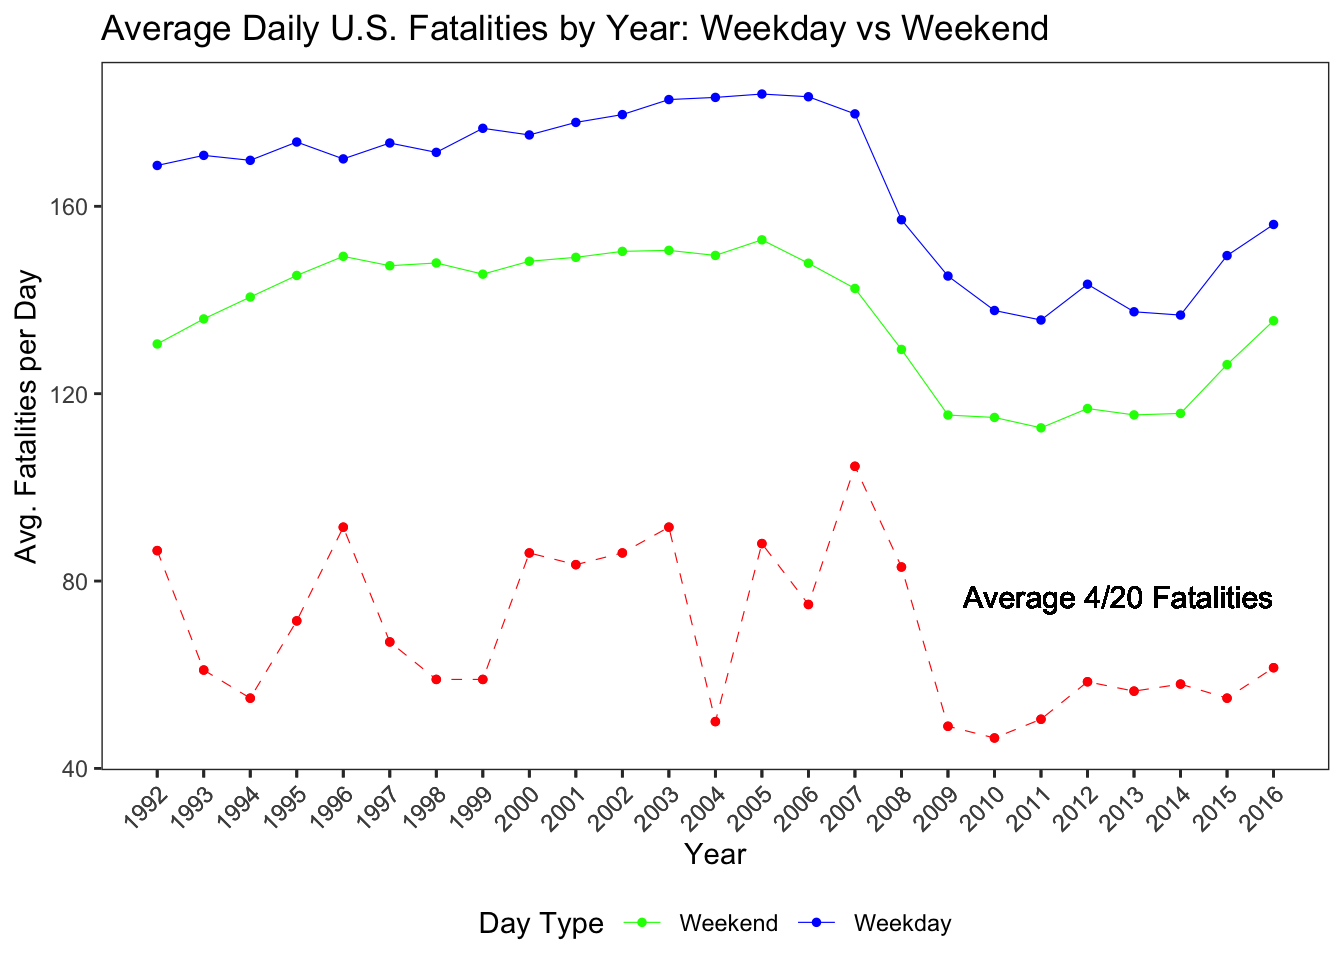 Average Daily U.S. Fatalities by Year: Weekday vs Weekend
Avg. Fatalities per Day
160
120
80
40
Average 4/20 Fatalities
1992 1993 1994 1995 1996 1997 1998 1999 2000 2001 2002 2003 2004 2005 2006 2007 2008 2009 2010 2011 2012 2013 2014 2015 2016
Year
Day Type Weekend Weekday